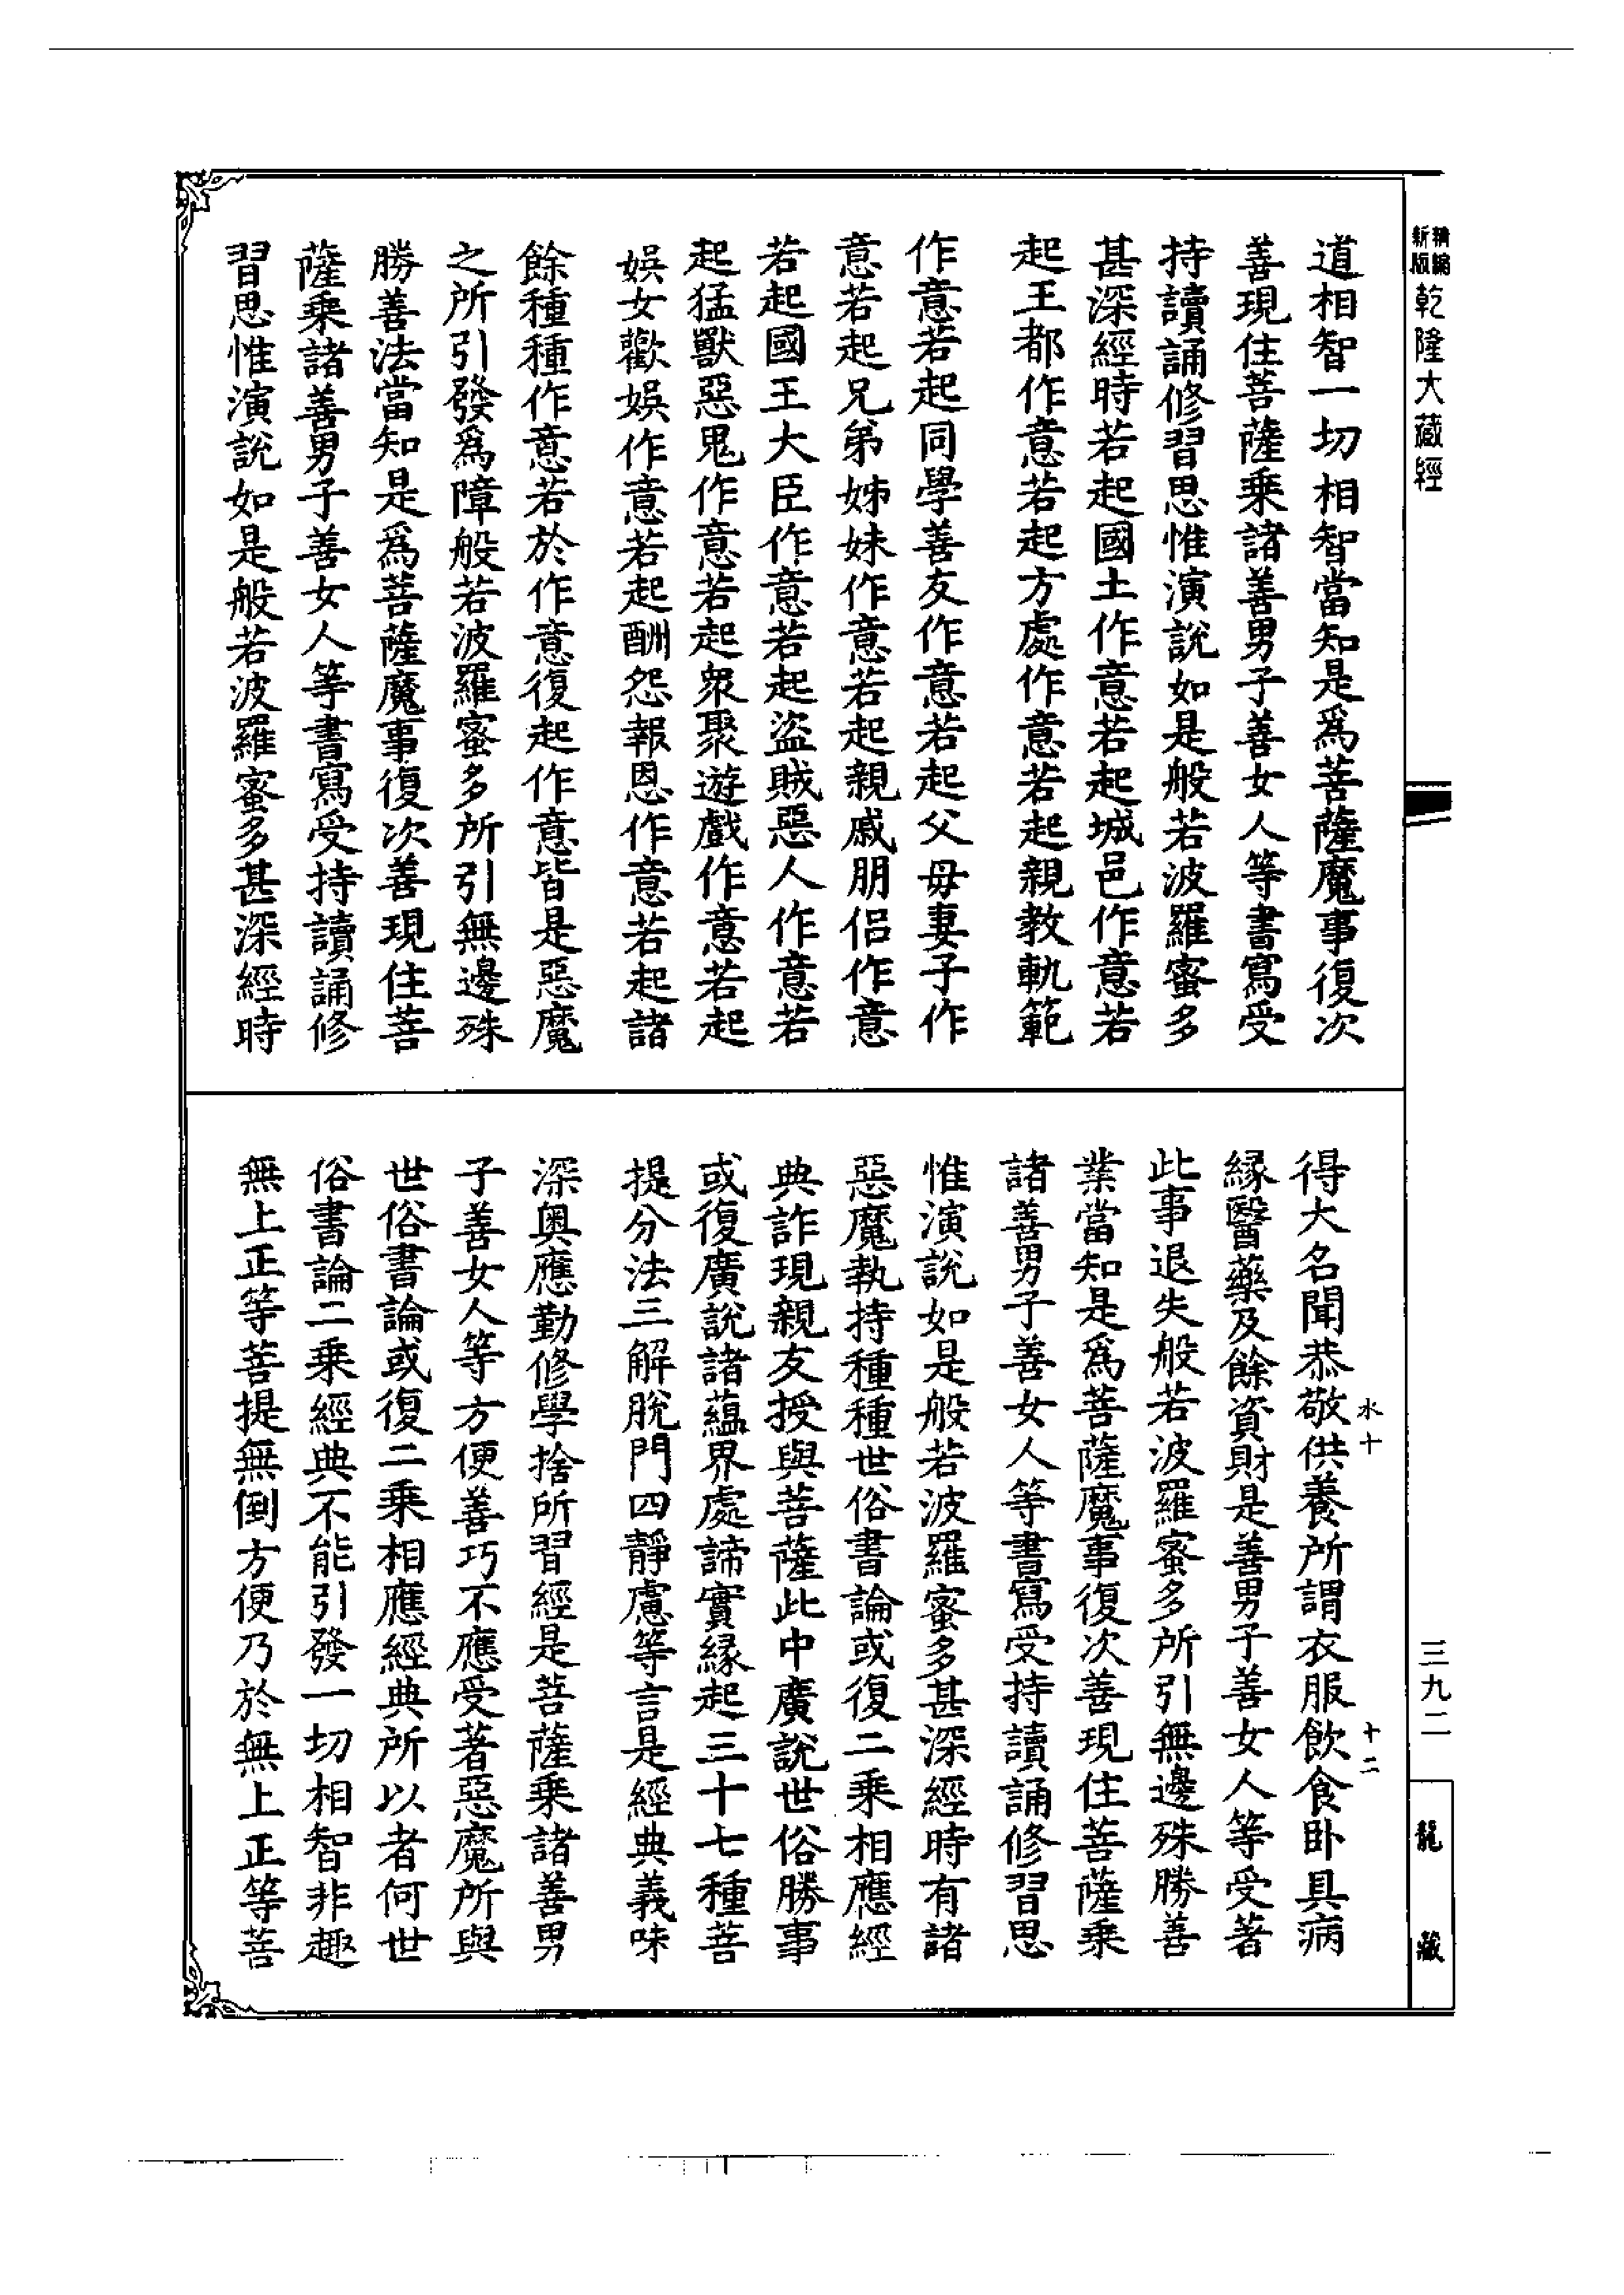 新版精縮
乾隆大藏經
道相智一切相智當知是爲菩薩魔事復次
善現住菩薩乘諸善男子善女人等書寫受
持讀誦修習思惟演說如是般若波羅蜜多
甚深經時若起國土作意若起城邑作意若
起王都作意若起方處作意若起親教軌範
作意若起同學善友作意若起父母妻子作
意若起兄弟姊妹作意若起親戚朋侶作意
若起國王大臣作意若起盜賊惡人作意若
起猛獸惡鬼作意若起衆聚遊戲作意若起
娛女歡娛作意若起酬怨報恩作意若起諸
餘種種作意若於作意復起作意皆是惡魔
之所引發爲障般若波羅蜜多所引無邊殊
勝善法當知是爲菩薩魔事復次善現住菩
薩乘諸善男子善女人等書寫受持讀誦修
習思惟演說如是般若波羅蜜多甚深經時
得大名聞恭敬供養所謂衣服飲食卧具病
緣醫藥及餘資財是善男子善女人等受著
此事退失般若波羅蜜多所引無邊殊勝善
業當知是爲菩薩魔事復次善現住菩薩乘
諸善男子善女人等書寫受持讀誦修習思
惟演說如是般若波羅蜜多甚深經時有諸
惡魔執持種種世俗書論或復二乘相應經
典詐現親友授與菩薩此中廣說世俗勝事
或復廣說諸蘊界處諦實緣起三十七種菩
提分法三解脫門四靜慮等言是經典義味
深奧應勤修學捨所習經是菩薩乘諸善男
子善女人等方便善巧不應受著惡魔所與
世俗書論或復二乘相應經典所以者何世
俗書論二乘經典不能引發一切相智非趣
無上正等菩提無倒方便乃於無上正等菩
水十
十二
三九二
龍藏